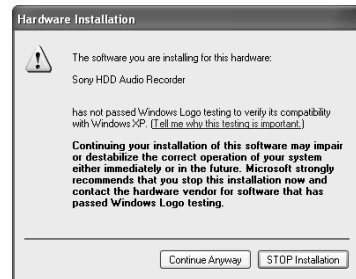 Hardware Installation
The software you are installing for this hardware:
Sony HDD Audio Recorder
has not passed Windows Logo testing to verify its compatibility
with Windows XP. (Tell me why this testing is important.)
Continuing your installation of this software may impair
or destabilize the correct operation of your system
either immediately or in the future. Microsoft strongly
recommends that you stop this installation now and
contact the hardware vendor for software that has
passed Windows Logo testing.
Continue Anyway
STOP Installation